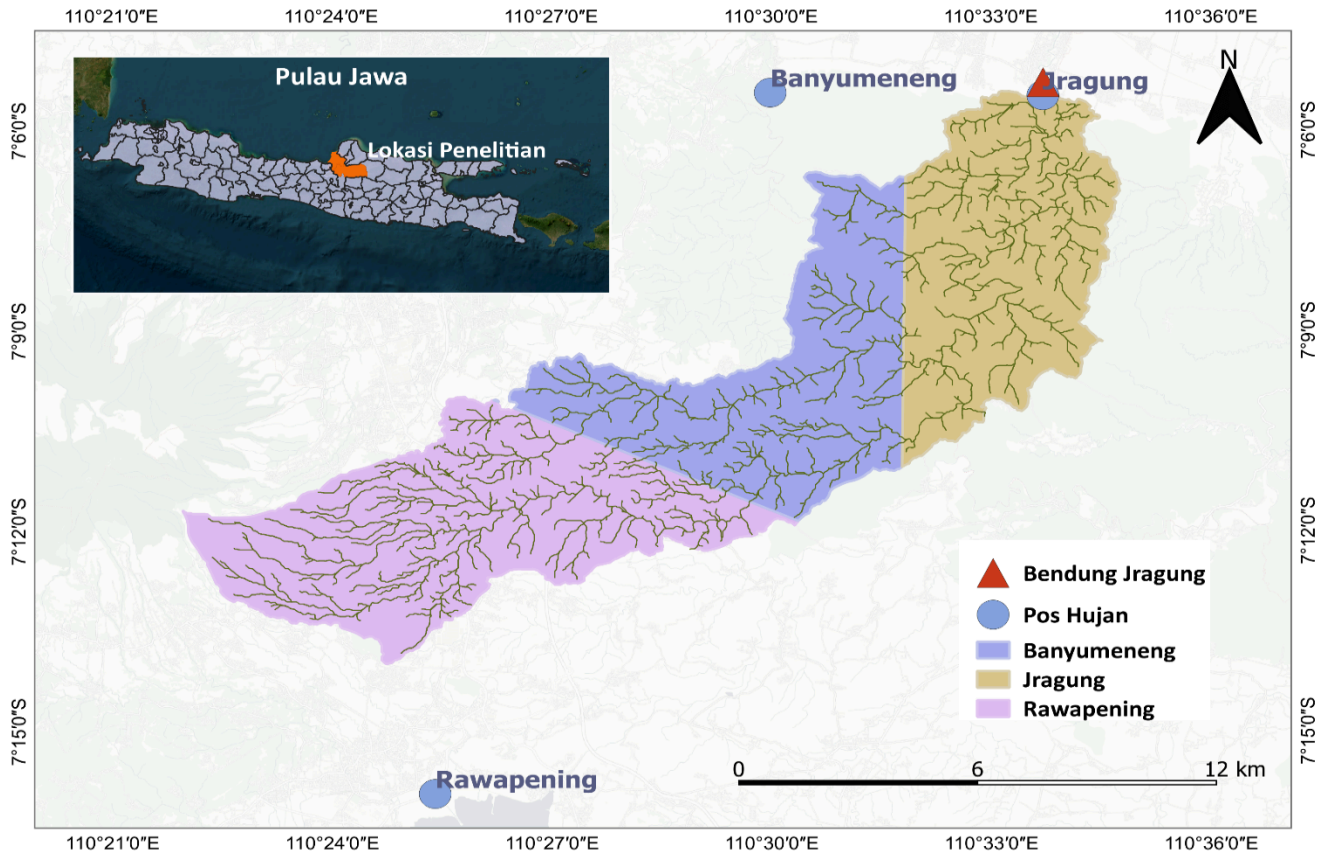 110°21'0"E 110°24'0"E 110°27'0"E 110°30'0"E 110°33'0"E 110°36'0"E
Pulau Jawa
Lokasi Penelitian
Banyumeneng
Jragung
N
7°6'0"S 7°6'0"S
7°9'0"S 7°9'0"S
7°12'0"S 7°12'0"S
Bendung Jragung
Pos Hujan
Banyumeneng
Jragung
Rawapening
7°15'0"S 7°15'0"S
Rawapening
0 6 12 km
110°21'0"E 110°24'0"E 110°27'0"E 110°30'0"E 110°33'0"E 110°36'0"E